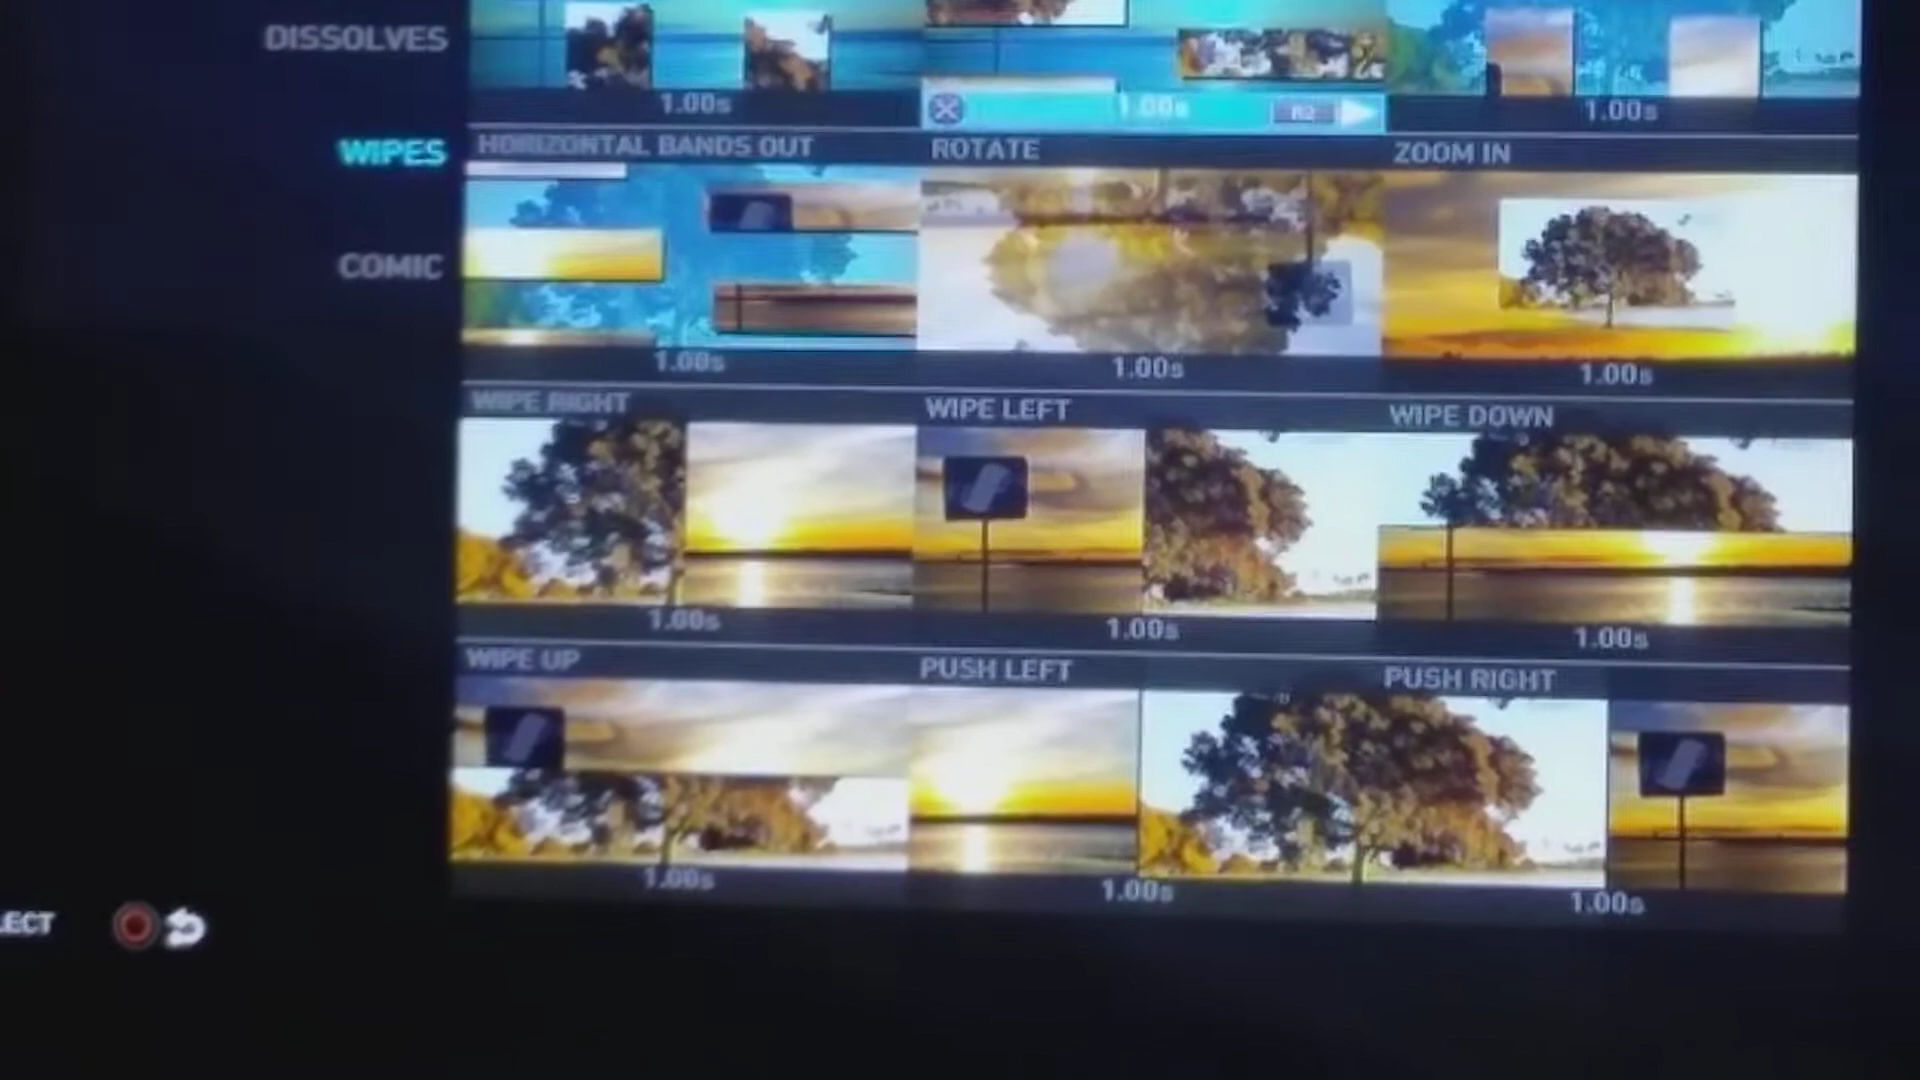 DISSOLVES
1.00s
1.00s
R2
1.00s
WIPES
HORIZONTAL BANDS OUT
ROTATE
ZOOM IN
COMIC
1.00s
1.00s
1.00s
WIPE RIGHT
WIPE LEFT
WIPE DOWN
1.00s
1.00s
1.00s
WIPE UP
PUSH LEFT
PUSH RIGHT
1.00s
1.00s
1.00s
LECT